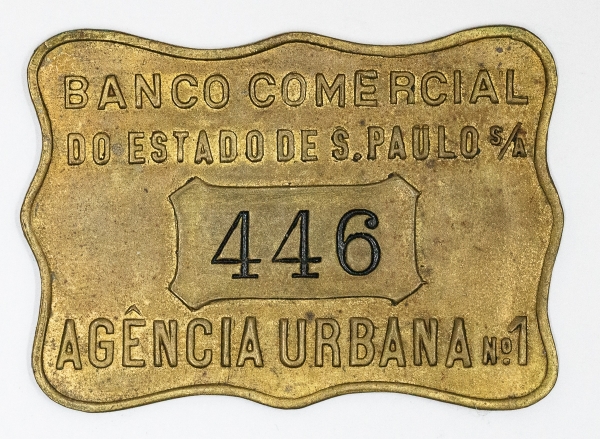 BANCO COMERCIAL
DO ESTADO DE S. PAULO S/A
446
AGÊNCIA URBANA Nº 1